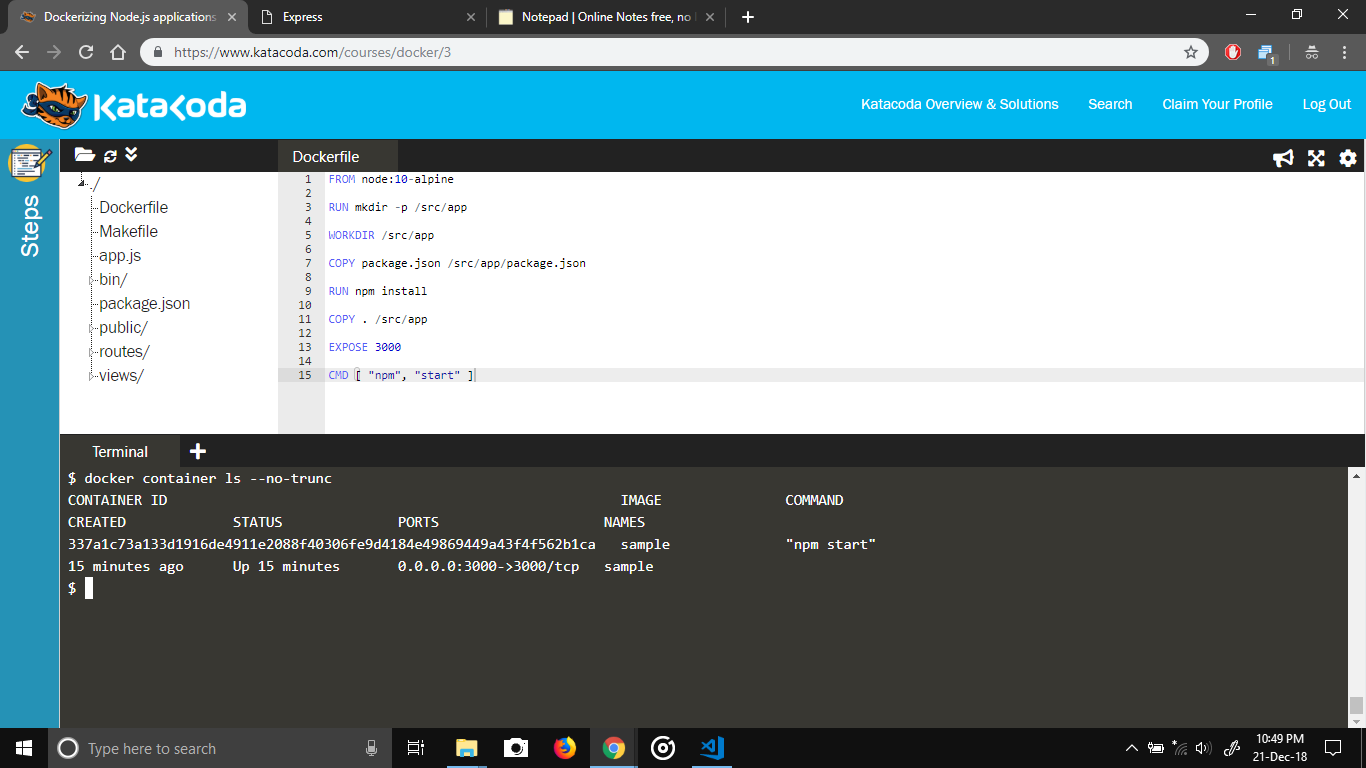 Dockerizing Node.js applications
Express
Notepad | Online Notes free, no
https://www.katacoda.com/courses/docker/3
1
KataKoda
Katacoda Overview & Solutions
Search
Claim Your Profile
Log Out
Steps
./
Dockerfile
Makefile
app.js
bin/
package.json
public/
routes/
views/
Dockerfile
1 FROM node:10-alpine
2
3 RUN mkdir -p /src/app
4
5 WORKDIR /src/app
6
7 COPY package.json /src/app/package.json
8
9 RUN npm install
10
11 COPY . /src/app
12
13 EXPOSE 3000
14
15 CMD [ "npm", "start" ]
Terminal
$ docker container ls --no-trunc
CONTAINER ID IMAGE COMMAND
CREATED STATUS PORTS NAMES
337a1c73a133d1916de4911e2088f40306fe9d4184e49869449a43f4f562b1ca sample "npm start"
15 minutes ago Up 15 minutes 0.0.0.0:3000->3000/tcp sample
$
Type here to search
10:49 PM
21-Dec-18